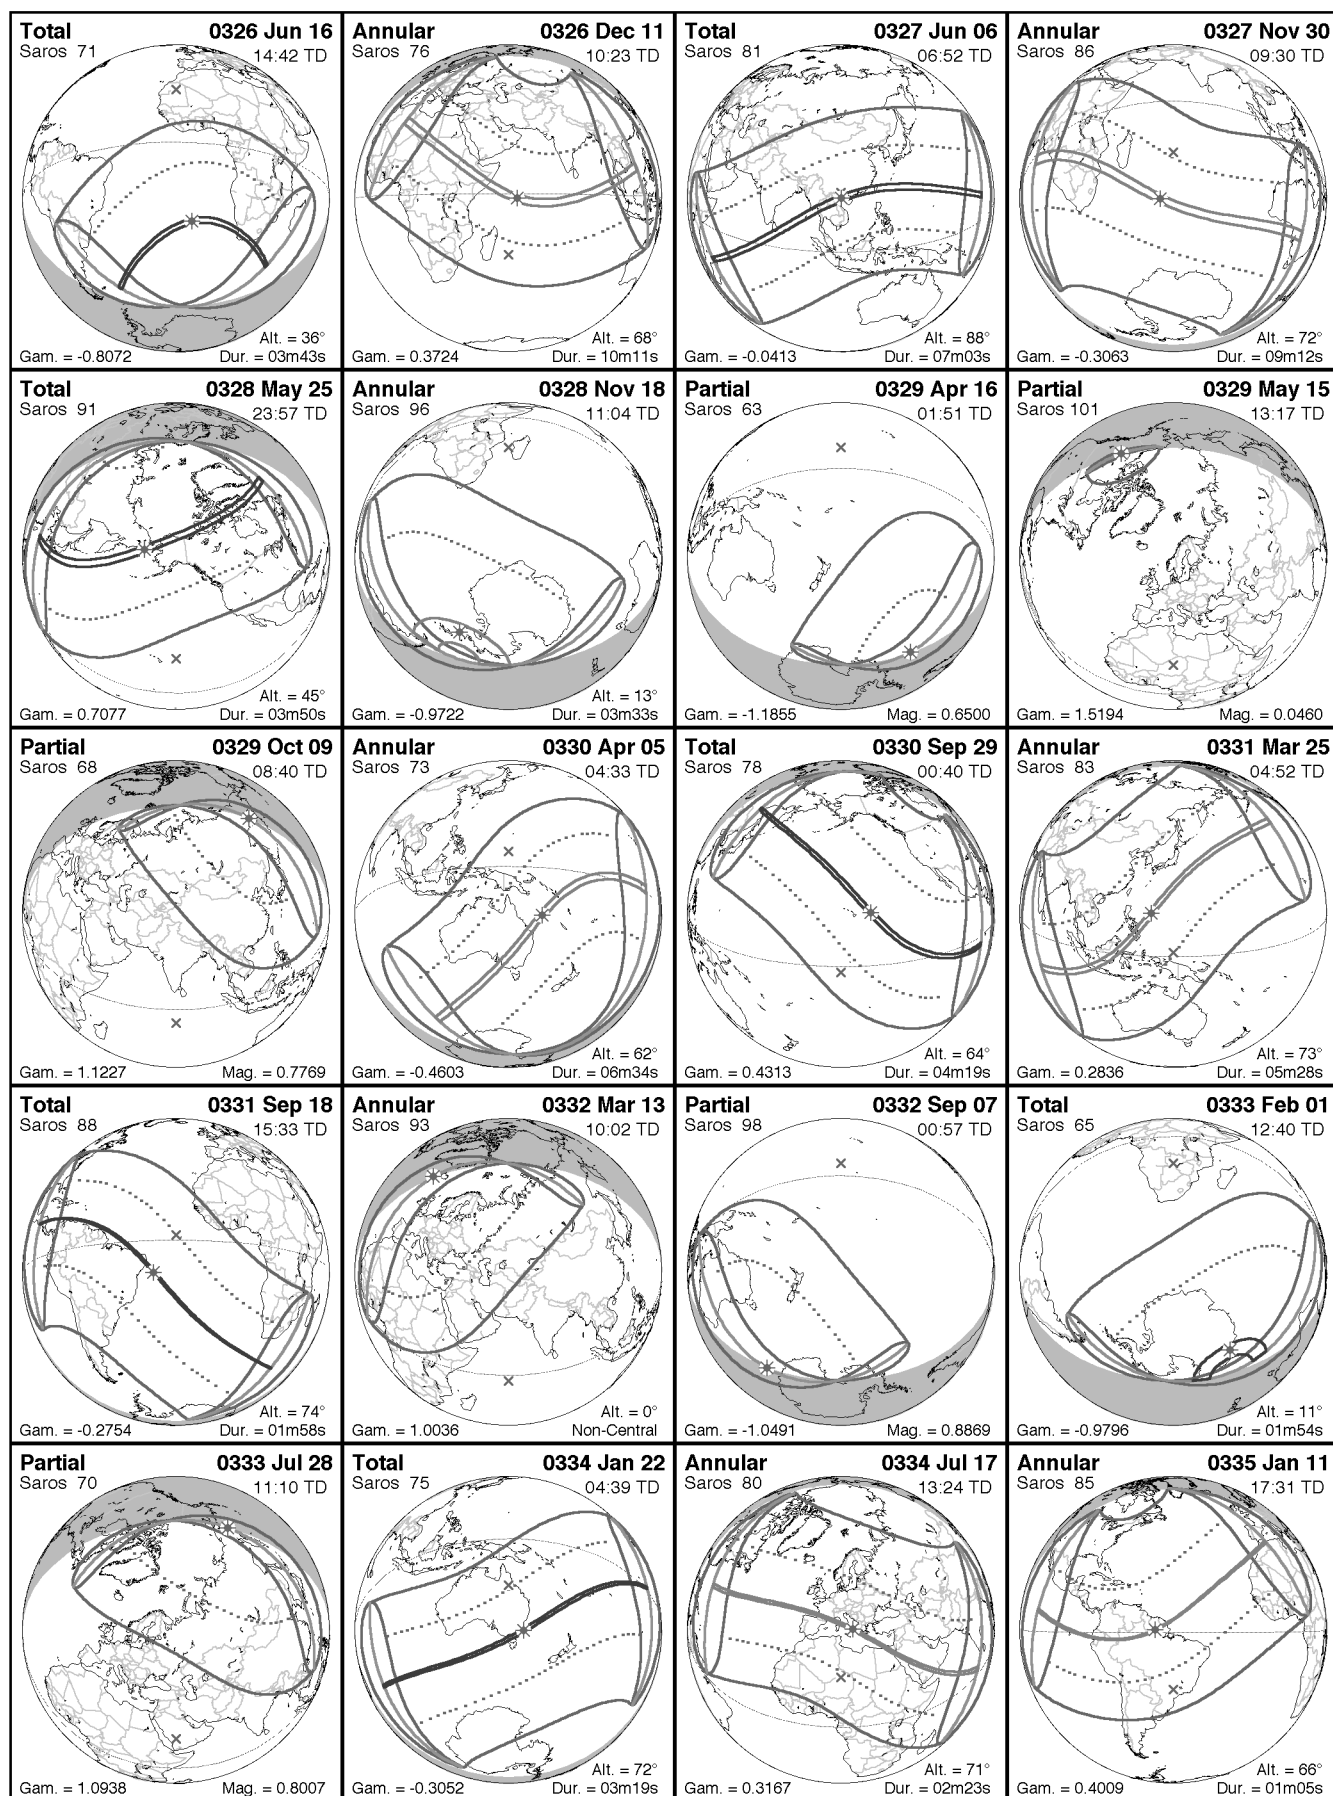 Total 0326 Jun 16
Saros 71 14:42 TD
Alt. = 36°
Gam. = -0.8072 Dur. = 03m43s
Annular 0326 Dec 11
Saros 76 10:23 TD
Alt. = 68°
Gam. = 0.3724 Dur. = 10m11s
Total 0327 Jun 06
Saros 81 06:52 TD
Alt. = 88°
Gam. = -0.0413 Dur. = 07m03s
Annular 0327 Nov 30
Saros 86 09:30 TD
Alt. = 72°
Gam. = -0.3063 Dur. = 09m12s
Total 0328 May 25
Saros 91 23:57 TD
Alt. = 45°
Gam. = 0.7077 Dur. = 03m50s
Annular 0328 Nov 18
Saros 96 11:04 TD
Alt. = 13°
Gam. = -0.9722 Dur. = 03m33s
Partial 0329 Apr 16
Saros 63 01:51 TD
Gam. = -1.1855 Mag. = 0.6500
Partial 0329 May 15
Saros 101 13:17 TD
Gam. = 1.5194 Mag. = 0.0460
Partial 0329 Oct 09
Saros 68 08:40 TD
Gam. = 1.1227 Mag. = 0.7769
Annular 0330 Apr 05
Saros 73 04:33 TD
Alt. = 62°
Gam. = -0.4603 Dur. = 06m34s
Total 0330 Sep 29
Saros 78 00:40 TD
Alt. = 64°
Gam. = 0.4313 Dur. = 04m19s
Annular 0331 Mar 25
Saros 83 04:52 TD
Alt. = 73°
Gam. = 0.2836 Dur. = 05m28s
Total 0331 Sep 18
Saros 88 15:33 TD
Alt. = 74°
Gam. = -0.2754 Dur. = 01m58s
Annular 0332 Mar 13
Saros 93 10:02 TD
Alt. = 0°
Gam. = 1.0036 Non-Central
Partial 0332 Sep 07
Saros 98 00:57 TD
Gam. = -1.0491 Mag. = 0.8869
Total 0333 Feb 01
Saros 65 12:40 TD
Alt. = 11°
Gam. = -0.9796 Dur. = 01m54s
Partial 0333 Jul 28
Saros 70 11:10 TD
Gam. = 1.0938 Mag. = 0.8007
Total 0334 Jan 22
Saros 75 04:39 TD
Alt. = 72°
Gam. = -0.3052 Dur. = 03m19s
Annular 0334 Jul 17
Saros 80 13:24 TD
Alt. = 71°
Gam. = 0.3167 Dur. = 02m23s
Annular 0335 Jan 11
Saros 85 17:31 TD
Alt. = 66°
Gam. = 0.4009 Dur. = 01m05s